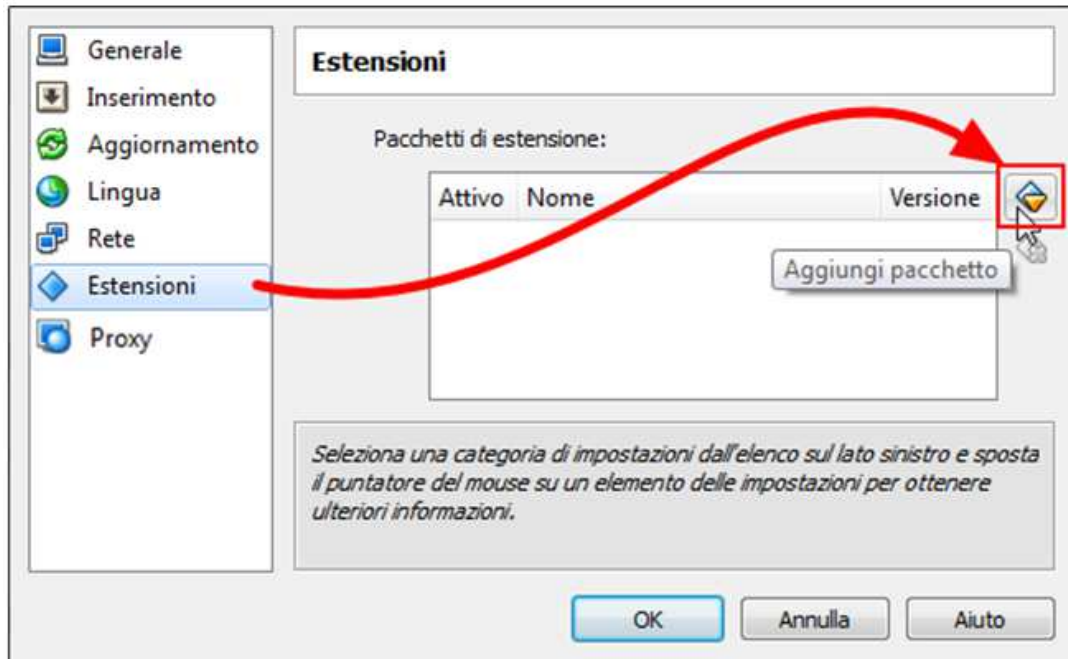 Generale
Inserimento
Aggiornamento
Lingua
Rete
Estensioni
Proxy
Estensioni
Pacchetti di estensione:
Attivo Nome Versione
Aggiungi pacchetto
Seleziona una categoria di impostazioni dall'elenco sul lato sinistro e sposta
il puntatore del mouse su un elemento delle impostazioni per ottenere
ulteriori informazioni.
OK Annulla Aiuto